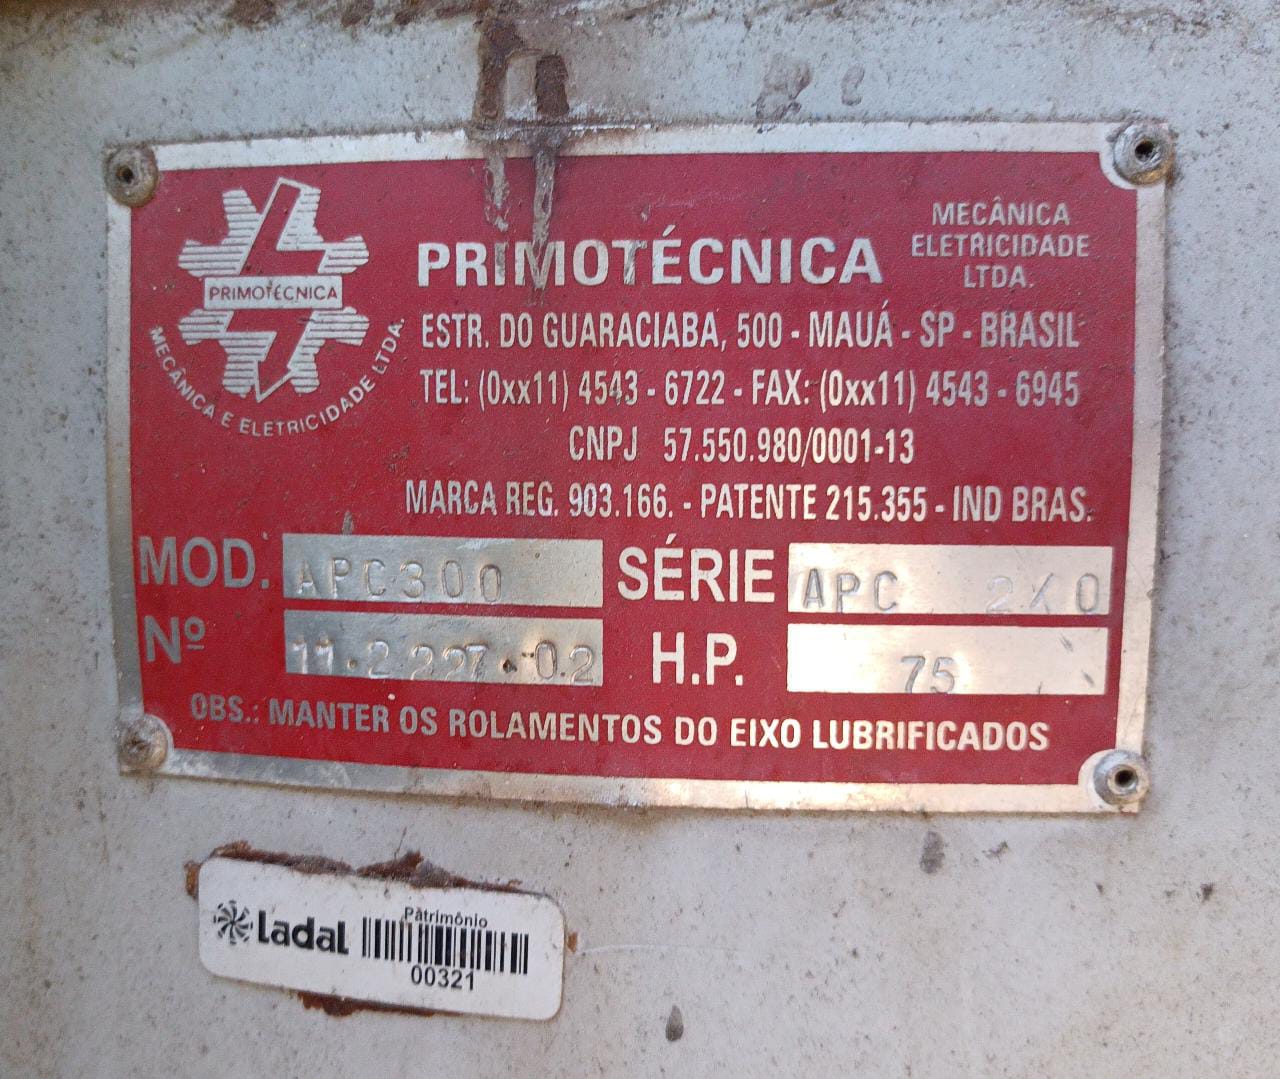 PRIMOTÉCNICA
MECÂNICA E ELETRICIDADE LTDA.
PRIMOTÉCNICA
MECÂNICA
ELETRICIDADE
LTDA.
ESTR. DO GUARACIABA, 500 - MAUÁ - SP - BRASIL
TEL: (0xx11) 4543 - 6722 - FAX: (0xx11) 4543 - 6945
CNPJ 57.550.980/0001-13
MARCA REG. 903.166. - PATENTE 215.355 - IND BRAS.
MOD. APC300 SÉRIE APC
Nº 11.2.227.02 H.P. 75
OBS.: MANTER OS ROLAMENTOS DO EIXO LUBRIFICADOS
Ladal
Patrimônio
00321